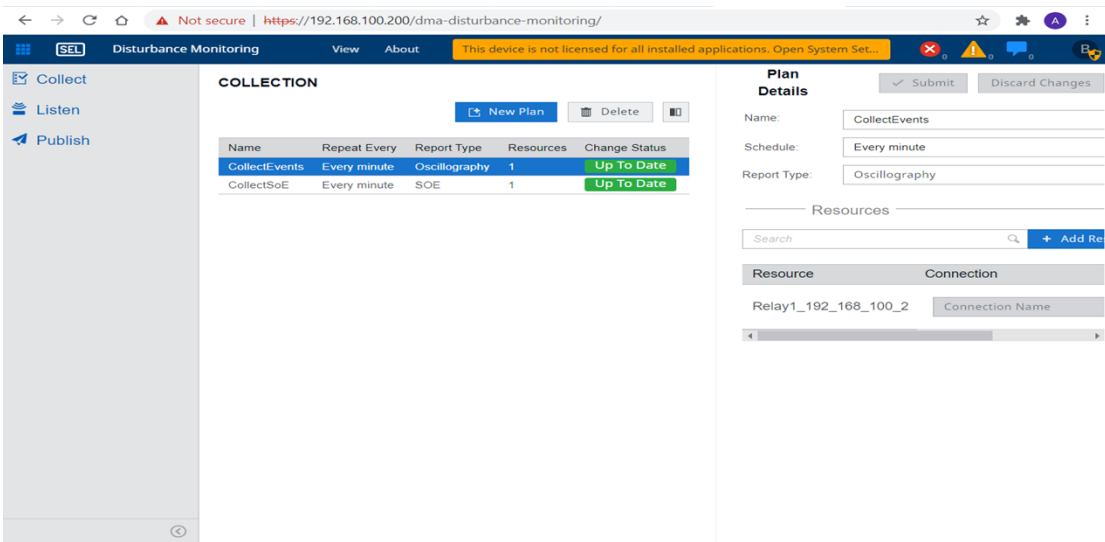 Not secure | https://192.168.100.200/dma-disturbance-monitoring/
A
SEL Disturbance Monitoring View About This device is not licensed for all installed applications. Open System Set... 0 0 0 B
Collect
Listen
Publish
COLLECTION
New Plan Delete
Name Repeat Every Report Type Resources Change Status
CollectEvents Every minute Oscillography 1 Up To Date
CollectSoE Every minute SOE 1 Up To Date
Plan
Details
Submit Discard Changes
Name: CollectEvents
Schedule: Every minute
Report Type: Oscillography
Resources
Search + Add Re
Resource Connection
Relay1_192_168_100_2 Connection Name